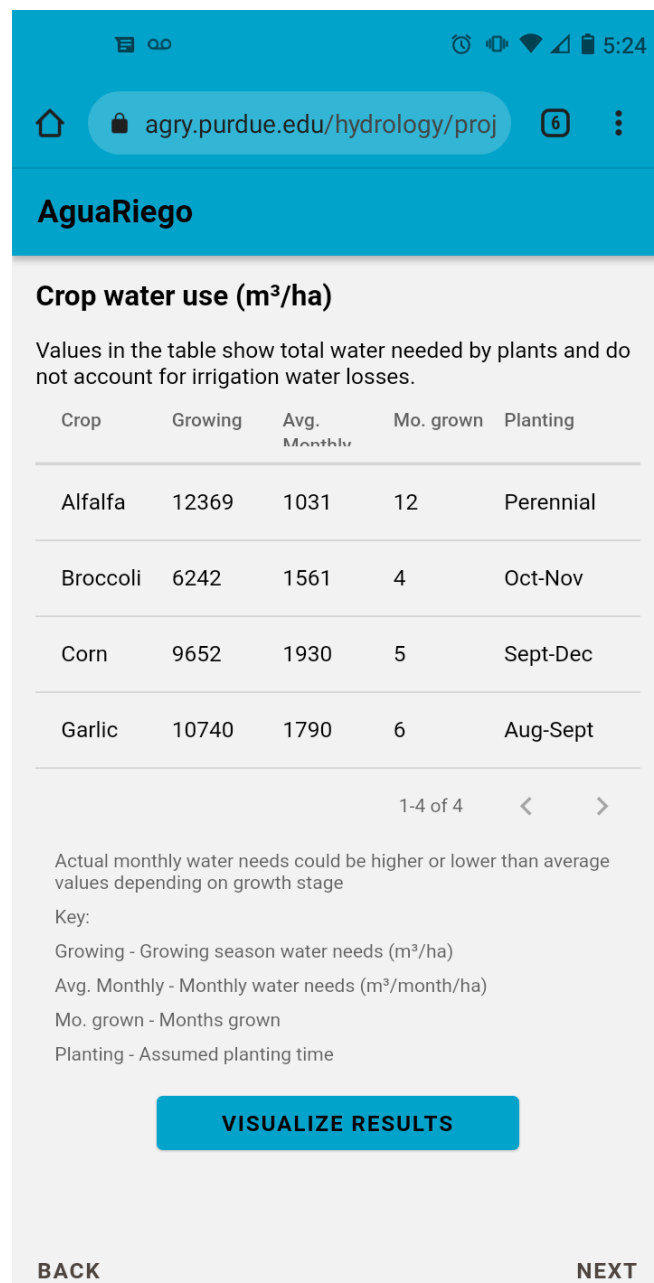 5:24
agry.purdue.edu/hydrology/proj
6
AguaRiego
Crop water use (m³/ha)
Values in the table show total water needed by plants and do
not account for irrigation water losses.
Crop Growing Avg. Monthly Mo. grown Planting
Alfalfa 12369 1031 12 Perennial
Broccoli 6242 1561 4 Oct-Nov
Corn 9652 1930 5 Sept-Dec
Garlic 10740 1790 6 Aug-Sept
1-4 of 4
Actual monthly water needs could be higher or lower than average
values depending on growth stage
Key:
Growing - Growing season water needs (m³/ha)
Avg. Monthly - Monthly water needs (m³/month/ha)
Mo. grown - Months grown
Planting - Assumed planting time
VISUALIZE RESULTS
BACK NEXT